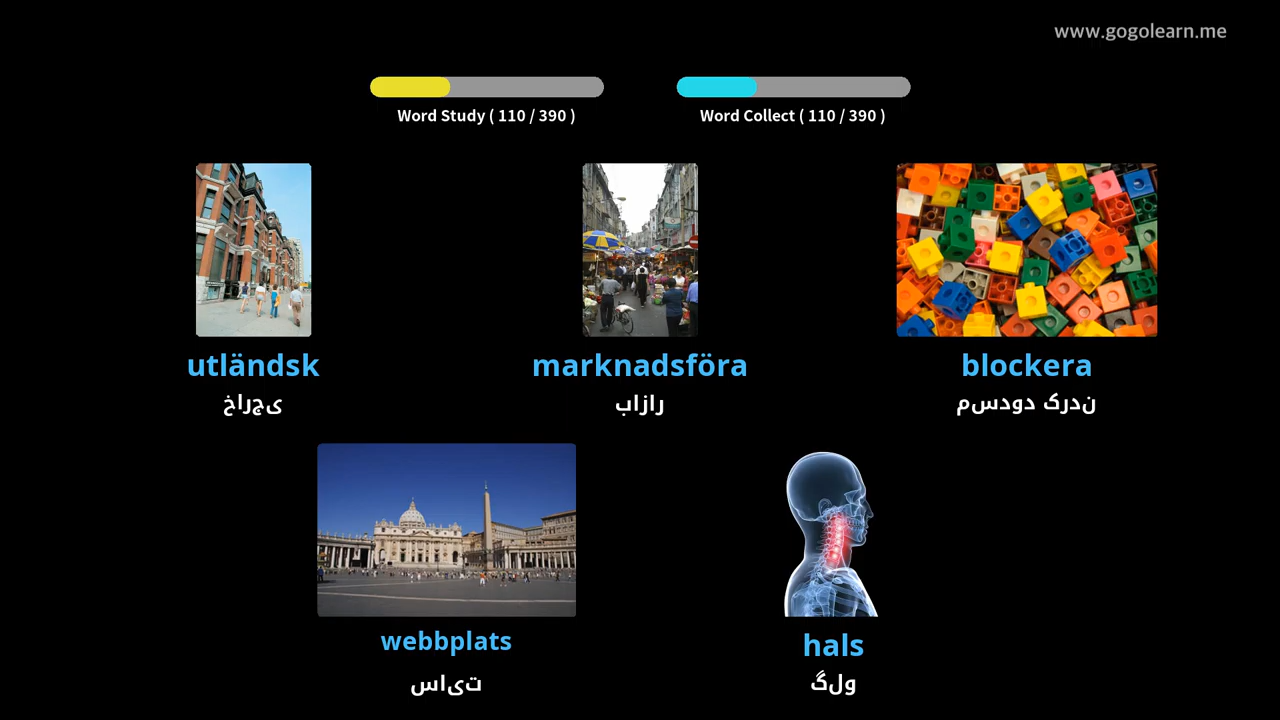 www.gogolearn.me
Word Study ( 110 / 390 )
Word Collect ( 110 / 390 )
utländsk
یجراخ
marknadsföra
رازاب
blockera
ندرک دودسم
webbplats
تیاس
hals
ولگ